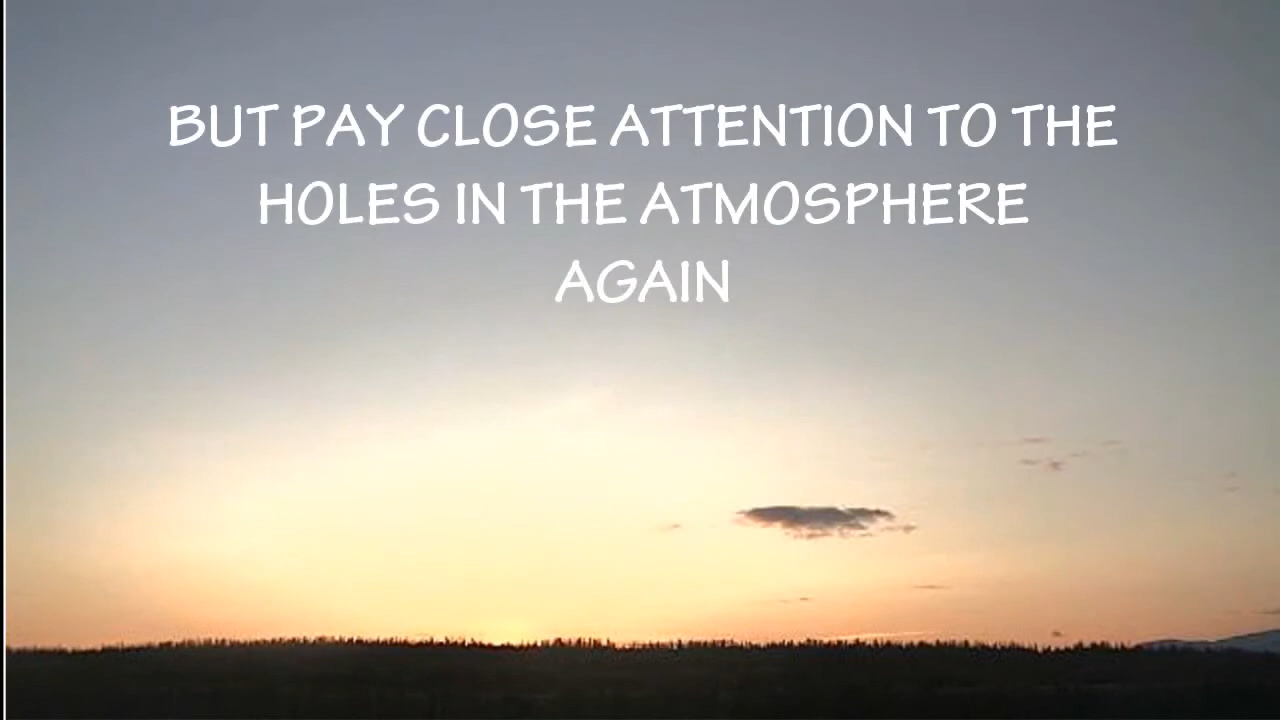 BUT PAY CLOSE ATTENTION TO THE
HOLES IN THE ATMOSPHERE
AGAIN